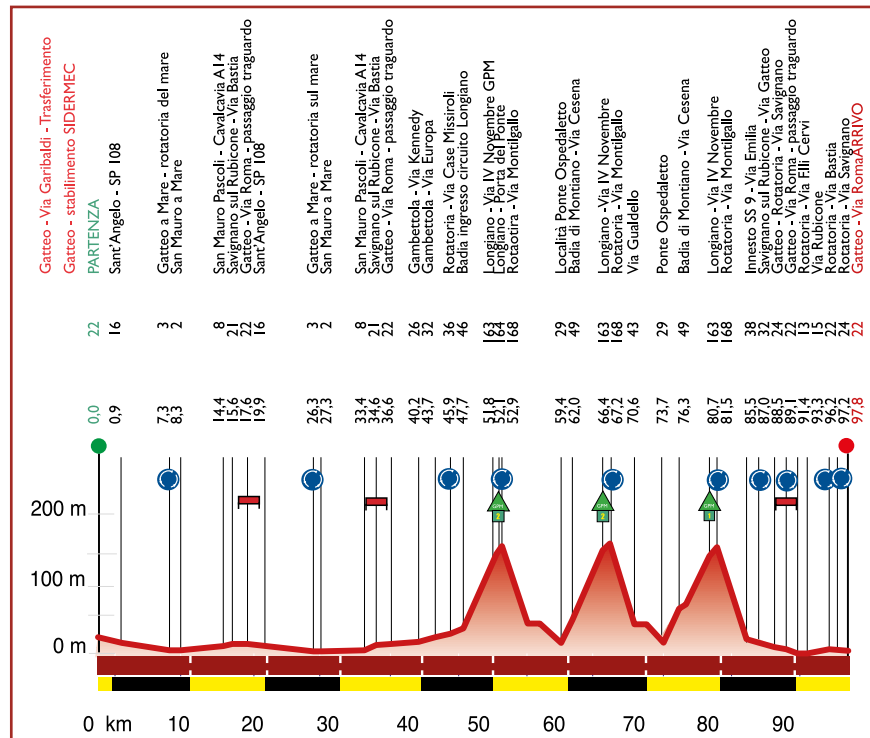 Gatteo - Via Garibaldi - Trasferimento
Gatteo - stabilimento SIDERMEC
PARTENZA 22 0,0
Sant'Angelo - SP 108 16 0,9
Gatteo a Mare - rotatoria del mare 3 7,3
San Mauro a Mare 2 8,3
San Mauro Pascoli - Cavalcavia A14 8 14,4
Savignano sul Rubicone - Via Bastia 21 15,6
Gatteo - Via Roma - passaggio traguardo 22 17,6
Sant'Angelo - SP 108 16 19,9
Gatteo a Mare - rotatoria sul mare 3 26,3
San Mauro a Mare 2 27,3
San Mauro Pascoli - Cavalcavia A14 8 33,4
Savignano sul Rubicone - Via Bastia 21 34,6
Gatteo - Via Roma - passaggio traguardo 22 36,6
Gambettola - Via Kennedy 26 40,2
Gambettola - Via Europa 32 43,7
Rotatoria - Via Case Missiroli 36 45,9
Badia ingresso circuito Longiano 46 47,7
Longiano - Via IV Novembre GPM 163 51,8
Longiano - Porta del Ponte 164 52,1
Rotaotira - Via Montilgallo 168 52,9
Località Ponte Ospedaletto 29 59,4
Badia di Montiano - Via Cesena 49 62,0
Longiano - Via IV Novembre 163 66,4
Rotatoria - Via Montilgallo 168 67,2
Via Gualdello 43 70,6
Ponte Ospedaletto 29 73,7
Badia di Montiano - Via Cesena 49 76,3
Longiano - Via IV Novembre 163 80,7
Rotatoria - Via Montilgallo 168 81,5
Innesto SS 9 - Via Emilia 38 85,5
Savignano sul Rubicone - Via Gatteo 32 87,0
Gatteo - Rotatoria - Via Savignano 24 88,5
Gatteo - Via Roma - passaggio traguardo 22 89,1
Rotatoria - Via F.lli Cervi 13 91,4
Via Rubicone 15 93,3
Rotatoria - Via Bastia 22 96,2
Rotatoria - Via Savignano 24 97,2
Gatteo - Via RomaARRIVO 22 97,8
200 m
100 m
0 m
GPM 2
GPM 2
GPM 1
0 km 10 20 30 40 50 60 70 80 90